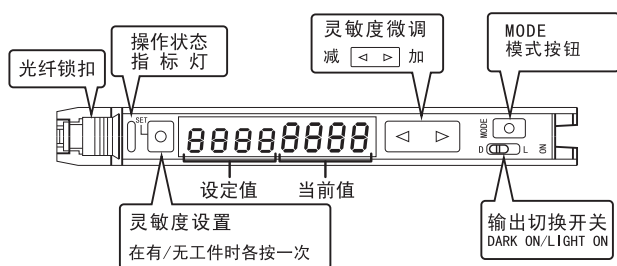 操作状态
指 标 灯
灵敏度微调
减 ◁ ▷ 加
MODE
模式按钮
光纤锁扣
SET
8888 8888
MODE
D L ON
设定值 当前值
灵敏度设置
在有/无工件时各按一次
输出切换开关
DARK ON/LIGHT ON